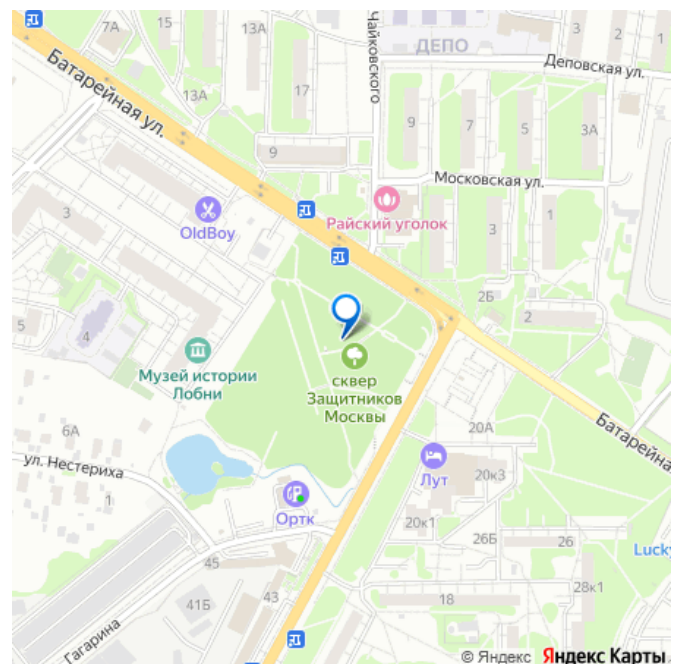 7А
15
13А
17
ДЕПО
3
2
1
Деповская ул.
Чайковского
Батарейная ул.
13А
9
9
7
5
3А
Московская ул.
3
OldBoy
Райский уголок
3
1
2Б
2
5
4
Музей истории
Лобни
сквер
Защитников
Москвы
Батарейна
6А
ул. Нестериха
1
Ортк
Лут
20А
20к3
20к1
26Б
26
Lucky
45
43
41Б
18
28к1
Гагарина
© Яндекс Яндекс Карты